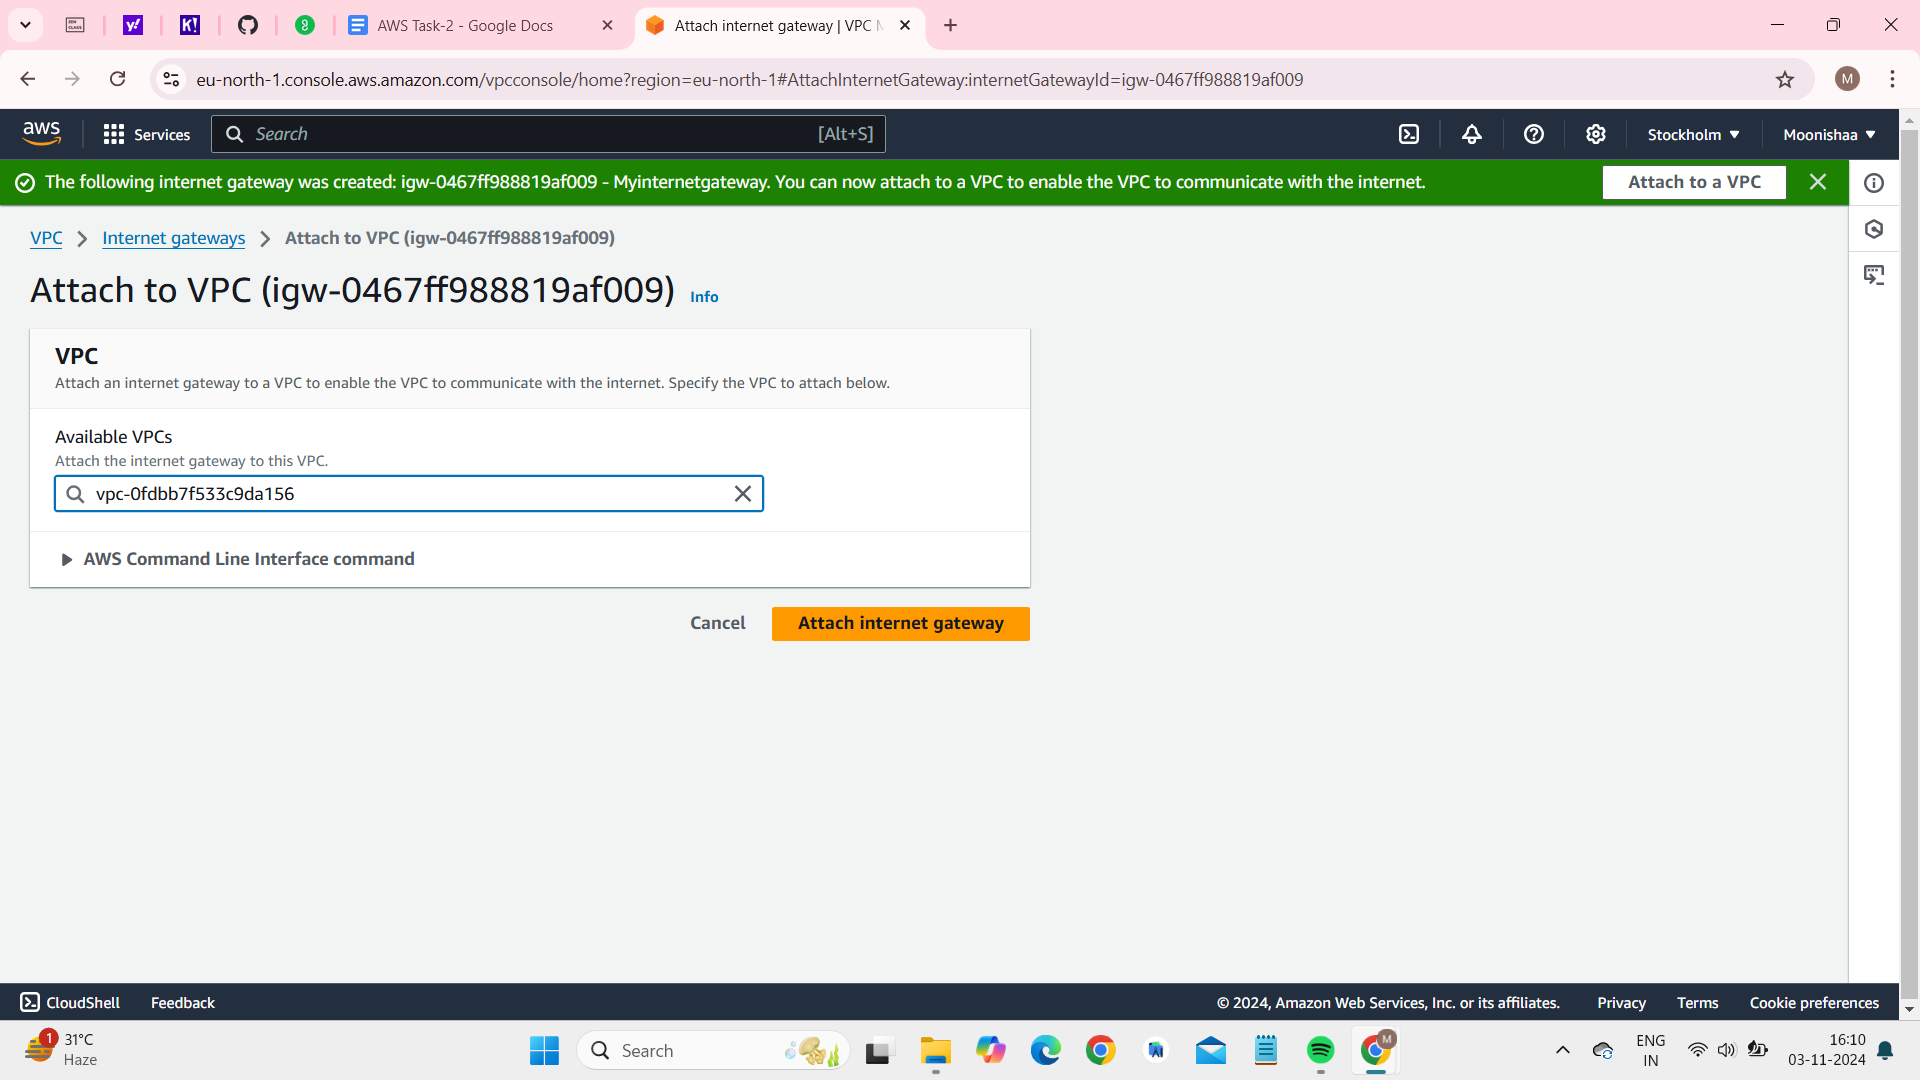 AWS Task-2 - Google Docs
Attach internet gateway | VPC M
eu-north-1.console.aws.amazon.com/vpcconsole/home?region=eu-north-1#AttachInternetGateway:internetGatewayId=igw-0467ff988819af009
M
aws
Services
Search
[Alt+S]
Stockholm
Moonishaa
The following internet gateway was created: igw-0467ff988819af009 - Myinternetgateway. You can now attach to a VPC to enable the VPC to communicate with the internet.
Attach to a VPC
VPC
Internet gateways
Attach to VPC (igw-0467ff988819af009)
Attach to VPC (igw-0467ff988819af009)
Info
VPC
Attach an internet gateway to a VPC to enable the VPC to communicate with the internet. Specify the VPC to attach below.
Available VPCs
Attach the internet gateway to this VPC.
vpc-0fdbb7f533c9da156
AWS Command Line Interface command
Cancel
Attach internet gateway
CloudShell
Feedback
© 2024, Amazon Web Services, Inc. or its affiliates.
Privacy
Terms
Cookie preferences
1
31°C
Haze
Search
M
ENG
IN
16:10
03-11-2024